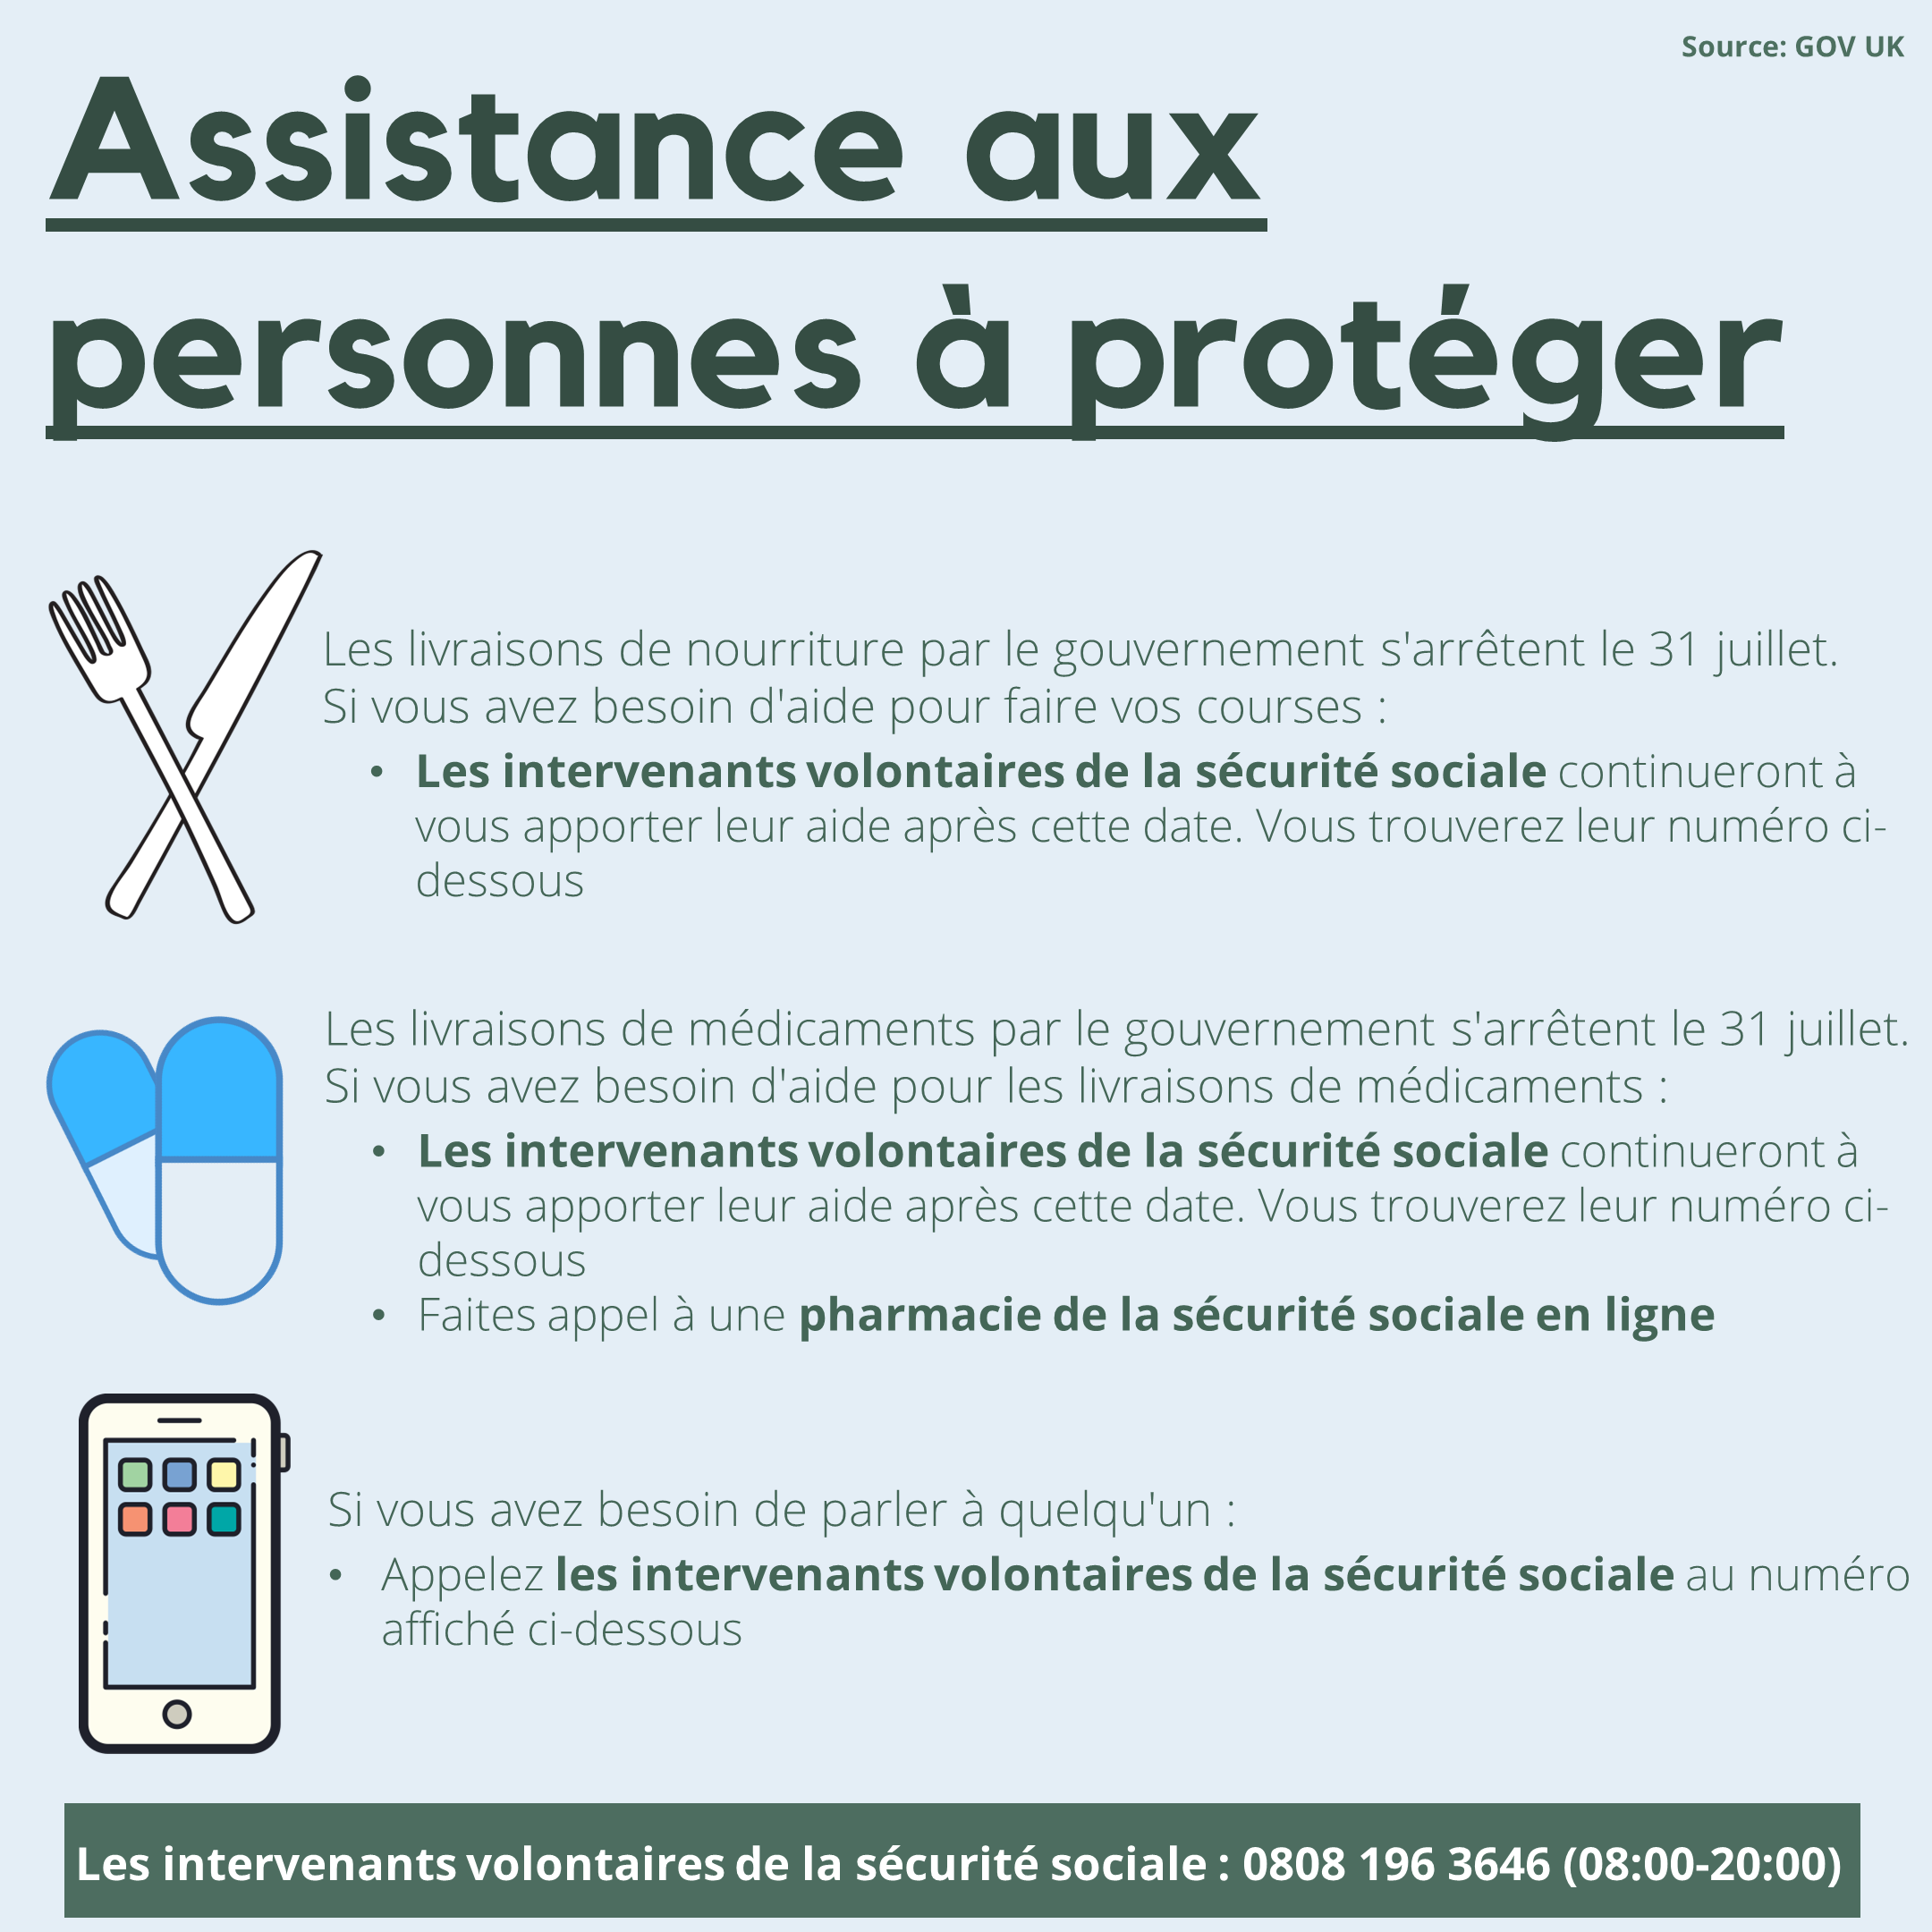 Source: GOV UK
Assistance aux
personnes à protéger
Les livraisons de nourriture par le gouvernement s'arrêtent le 31 juillet.
Si vous avez besoin d'aide pour faire vos courses :
• Les intervenants volontaires de la sécurité sociale continueront à
vous apporter leur aide après cette date. Vous trouverez leur numéro ci-
dessous
Les livraisons de médicaments par le gouvernement s'arrêtent le 31 juillet.
Si vous avez besoin d'aide pour les livraisons de médicaments :
• Les intervenants volontaires de la sécurité sociale continueront à
vous apporter leur aide après cette date. Vous trouverez leur numéro ci-
dessous
• Faites appel à une pharmacie de la sécurité sociale en ligne
Si vous avez besoin de parler à quelqu'un :
• Appelez les intervenants volontaires de la sécurité sociale au numéro
affiché ci-dessous
Les intervenants volontaires de la sécurité sociale : 0808 196 3646 (08:00-20:00)